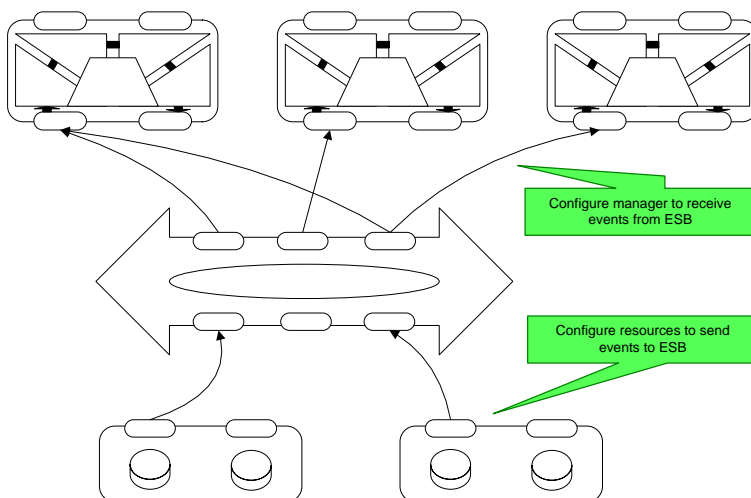 Configure manager to receive
events from ESB
Configure resources to send
events to ESB